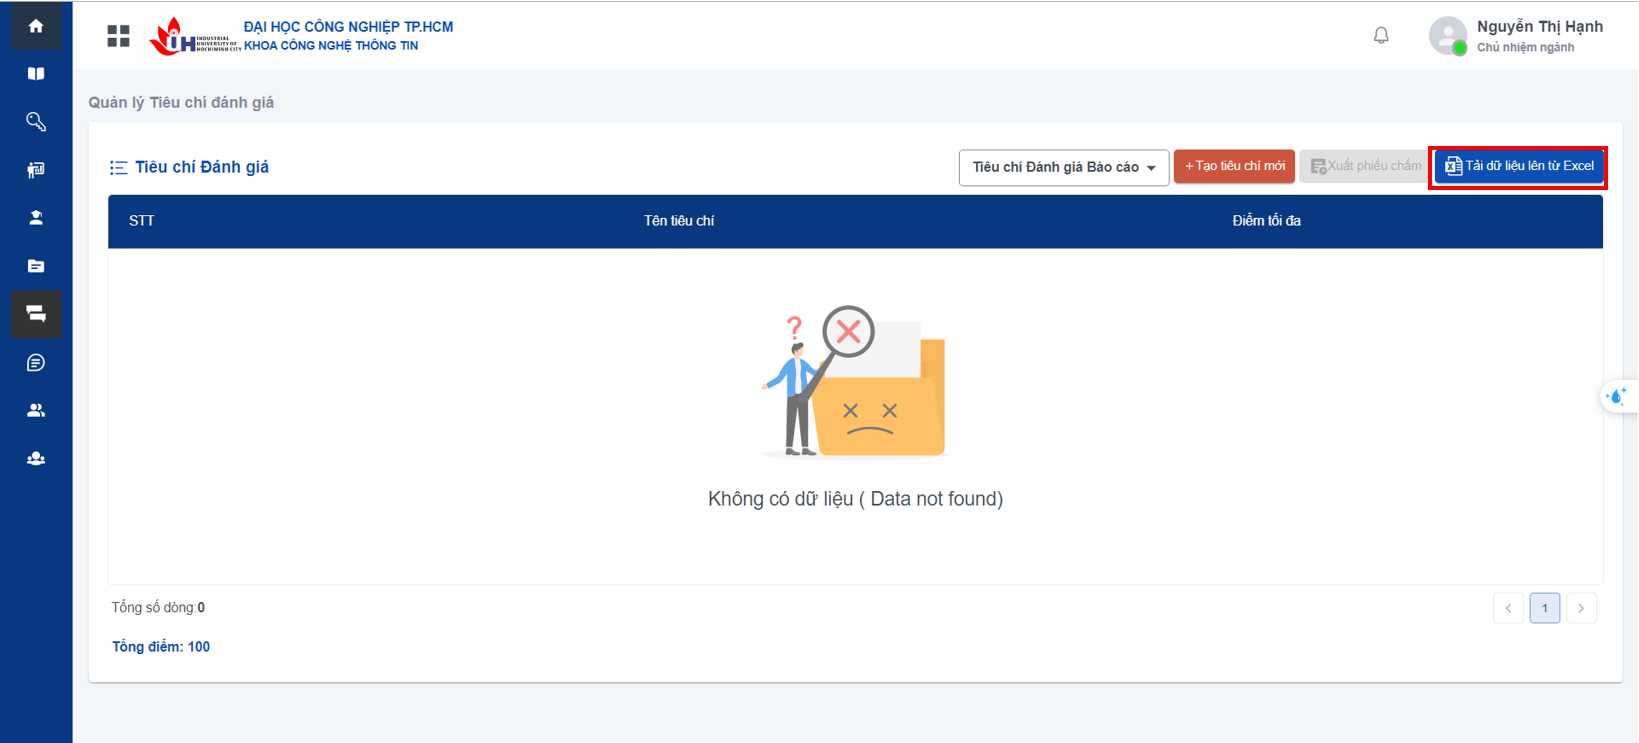 ĐẠI HỌC CÔNG NGHIỆP TP.HCM
INDUSTRIAL
UNIVERSITY OF
HOCHIMINH CITY
KHOA CÔNG NGHỆ THÔNG TIN
Nguyễn Thị Hạnh
Chủ nhiệm ngành
Quản lý Tiêu chí đánh giá
Tiêu chí Đánh giá
Tiêu chí Đánh giá Báo cáo
+Tạo tiêu chí mới
Xuất phiếu chấm
Tải dữ liệu lên từ Excel
STT
Tên tiêu chí
Điểm tối đa
?
Không có dữ liệu ( Data not found)
Tổng số dòng:0
1
Tổng điểm: 100